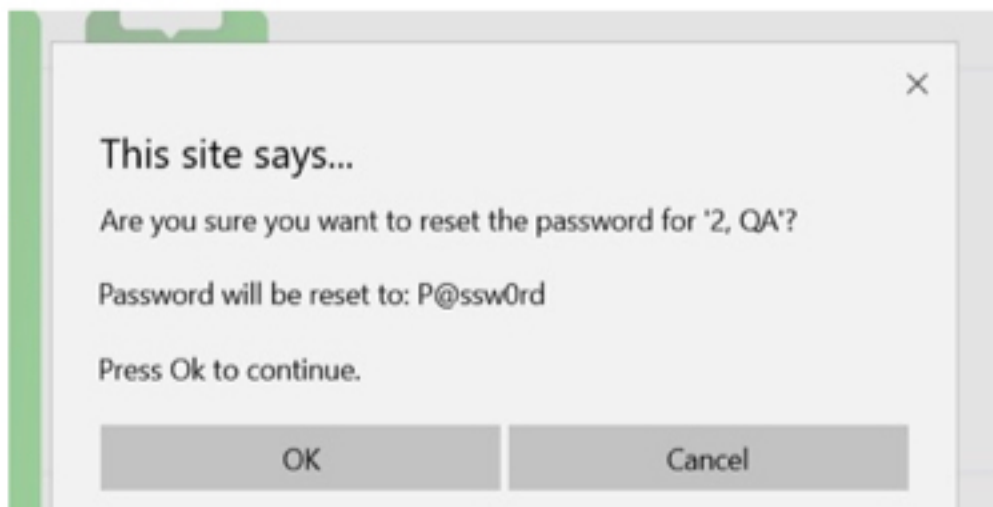 This site says...
Are you sure you want to reset the password for '2, QA'?
Password will be reset to: P@ssw0rd
Press Ok to continue.
OK
Cancel